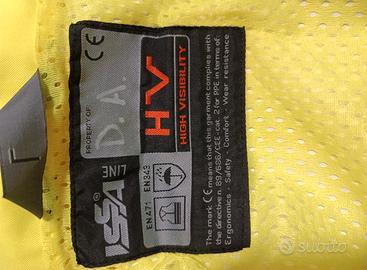 CE
PROPERTY OF:
D. A.
HV
HIGH VISIBILITY
ISSA
LINE
EN471
EN343
The mark CE means that this garment complies with
the directive n. 89/686/CEE-cat. 2 for PPE in terms of:
Ergonomics - Safety - Comfort - Wear resistance
L
subito